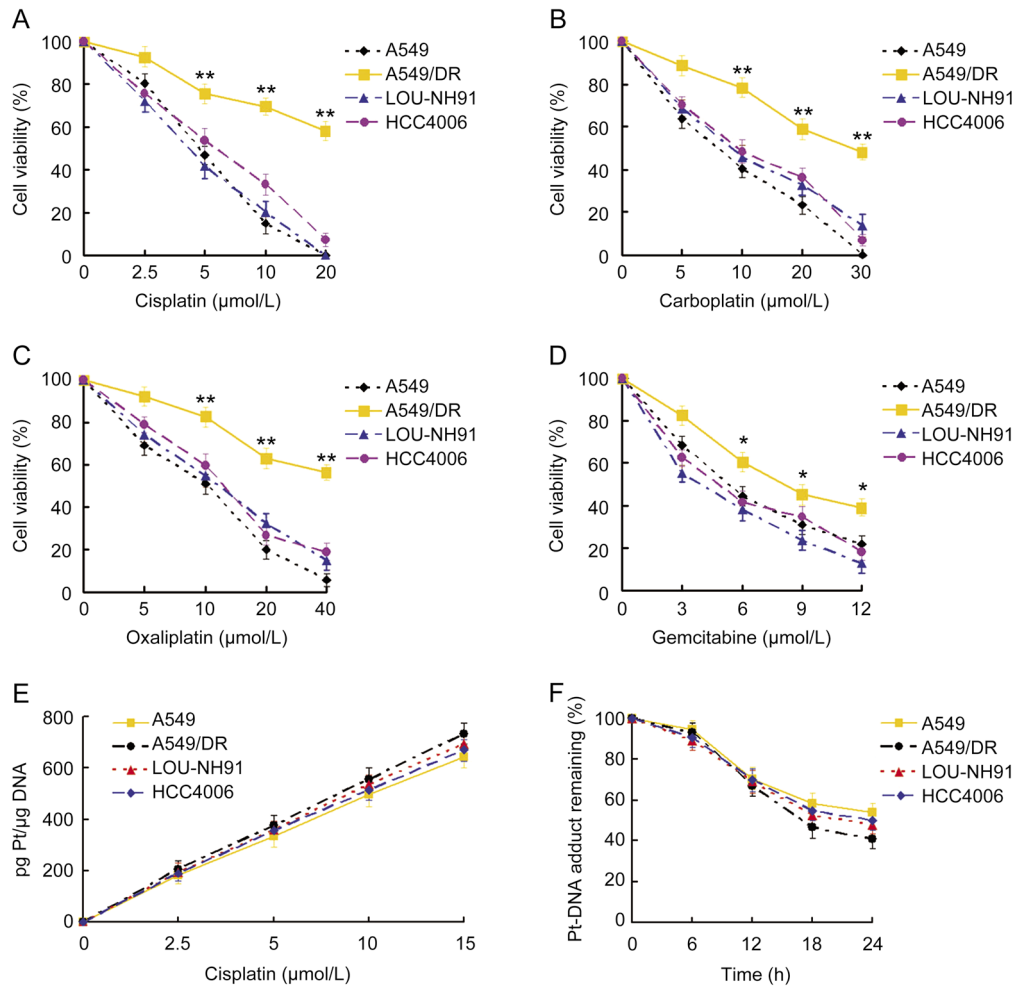 A
100
80
60
40
20
0
Cell viability (%)
0 2.5 5 10 20
Cisplatin (μmol/L)
** ** **
A549
A549/DR
LOU-NH91
HCC4006
B
100
80
60
40
20
0
Cell viability (%)
0 5 10 20 30
Carboplatin (μmol/L)
** ** **
A549
A549/DR
LOU-NH91
HCC4006
C
100
80
60
40
20
0
Cell viability (%)
0 5 10 20 40
Oxaliplatin (μmol/L)
** ** **
A549
A549/DR
LOU-NH91
HCC4006
D
100
80
60
40
20
0
Cell viability (%)
0 3 6 9 12
Gemcitabine (μmol/L)
* * *
A549
A549/DR
LOU-NH91
HCC4006
E
800
600
400
200
0
pg Pt/μg DNA
0 2.5 5 10 15
Cisplatin (μmol/L)
A549
A549/DR
LOU-NH91
HCC4006
F
100
80
60
40
20
0
Pt-DNA adduct remaining (%)
0 6 12 18 24
Time (h)
A549
A549/DR
LOU-NH91
HCC4006